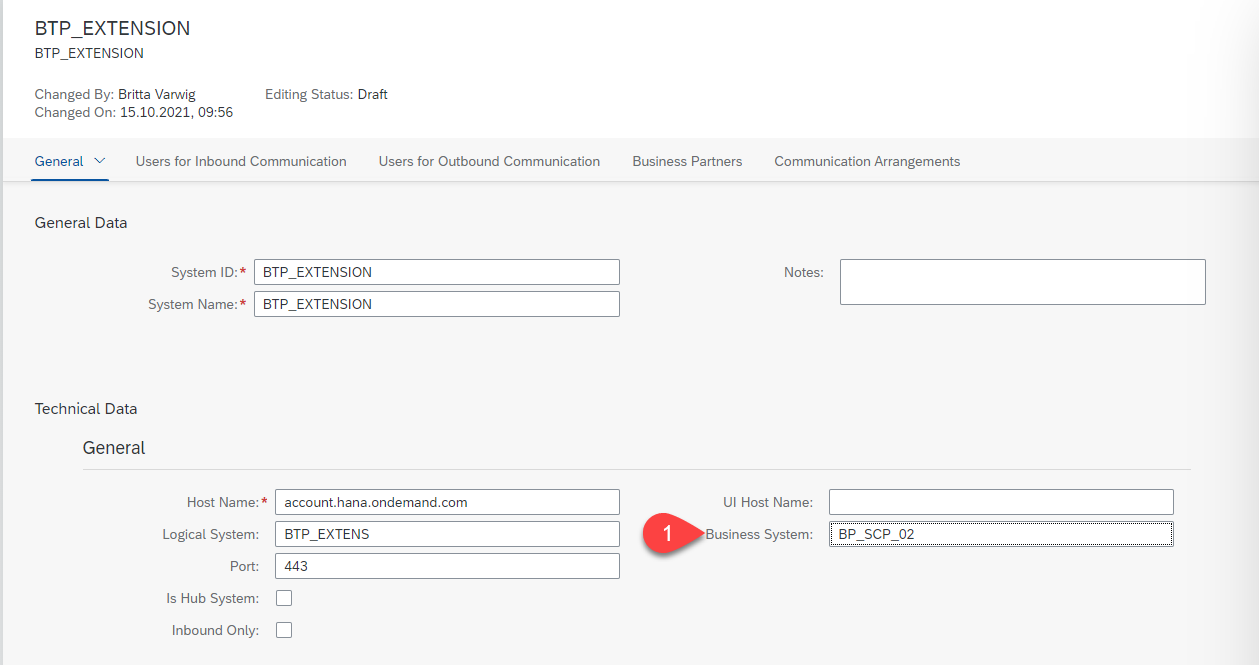 BTP_EXTENSION
BTP_EXTENSION
Changed By: Britta Varwig Editing Status: Draft
Changed On: 15.10.2021, 09:56
General Users for Inbound Communication Users for Outbound Communication Business Partners Communication Arrangements
General Data
System ID:* BTP_EXTENSION Notes:
System Name:* BTP_EXTENSION
Technical Data
General
Host Name:* account.hana.ondemand.com UI Host Name:
Logical System: BTP_EXTENS 1 Business System: BP_SCP_02
Port: 443
Is Hub System:
Inbound Only: